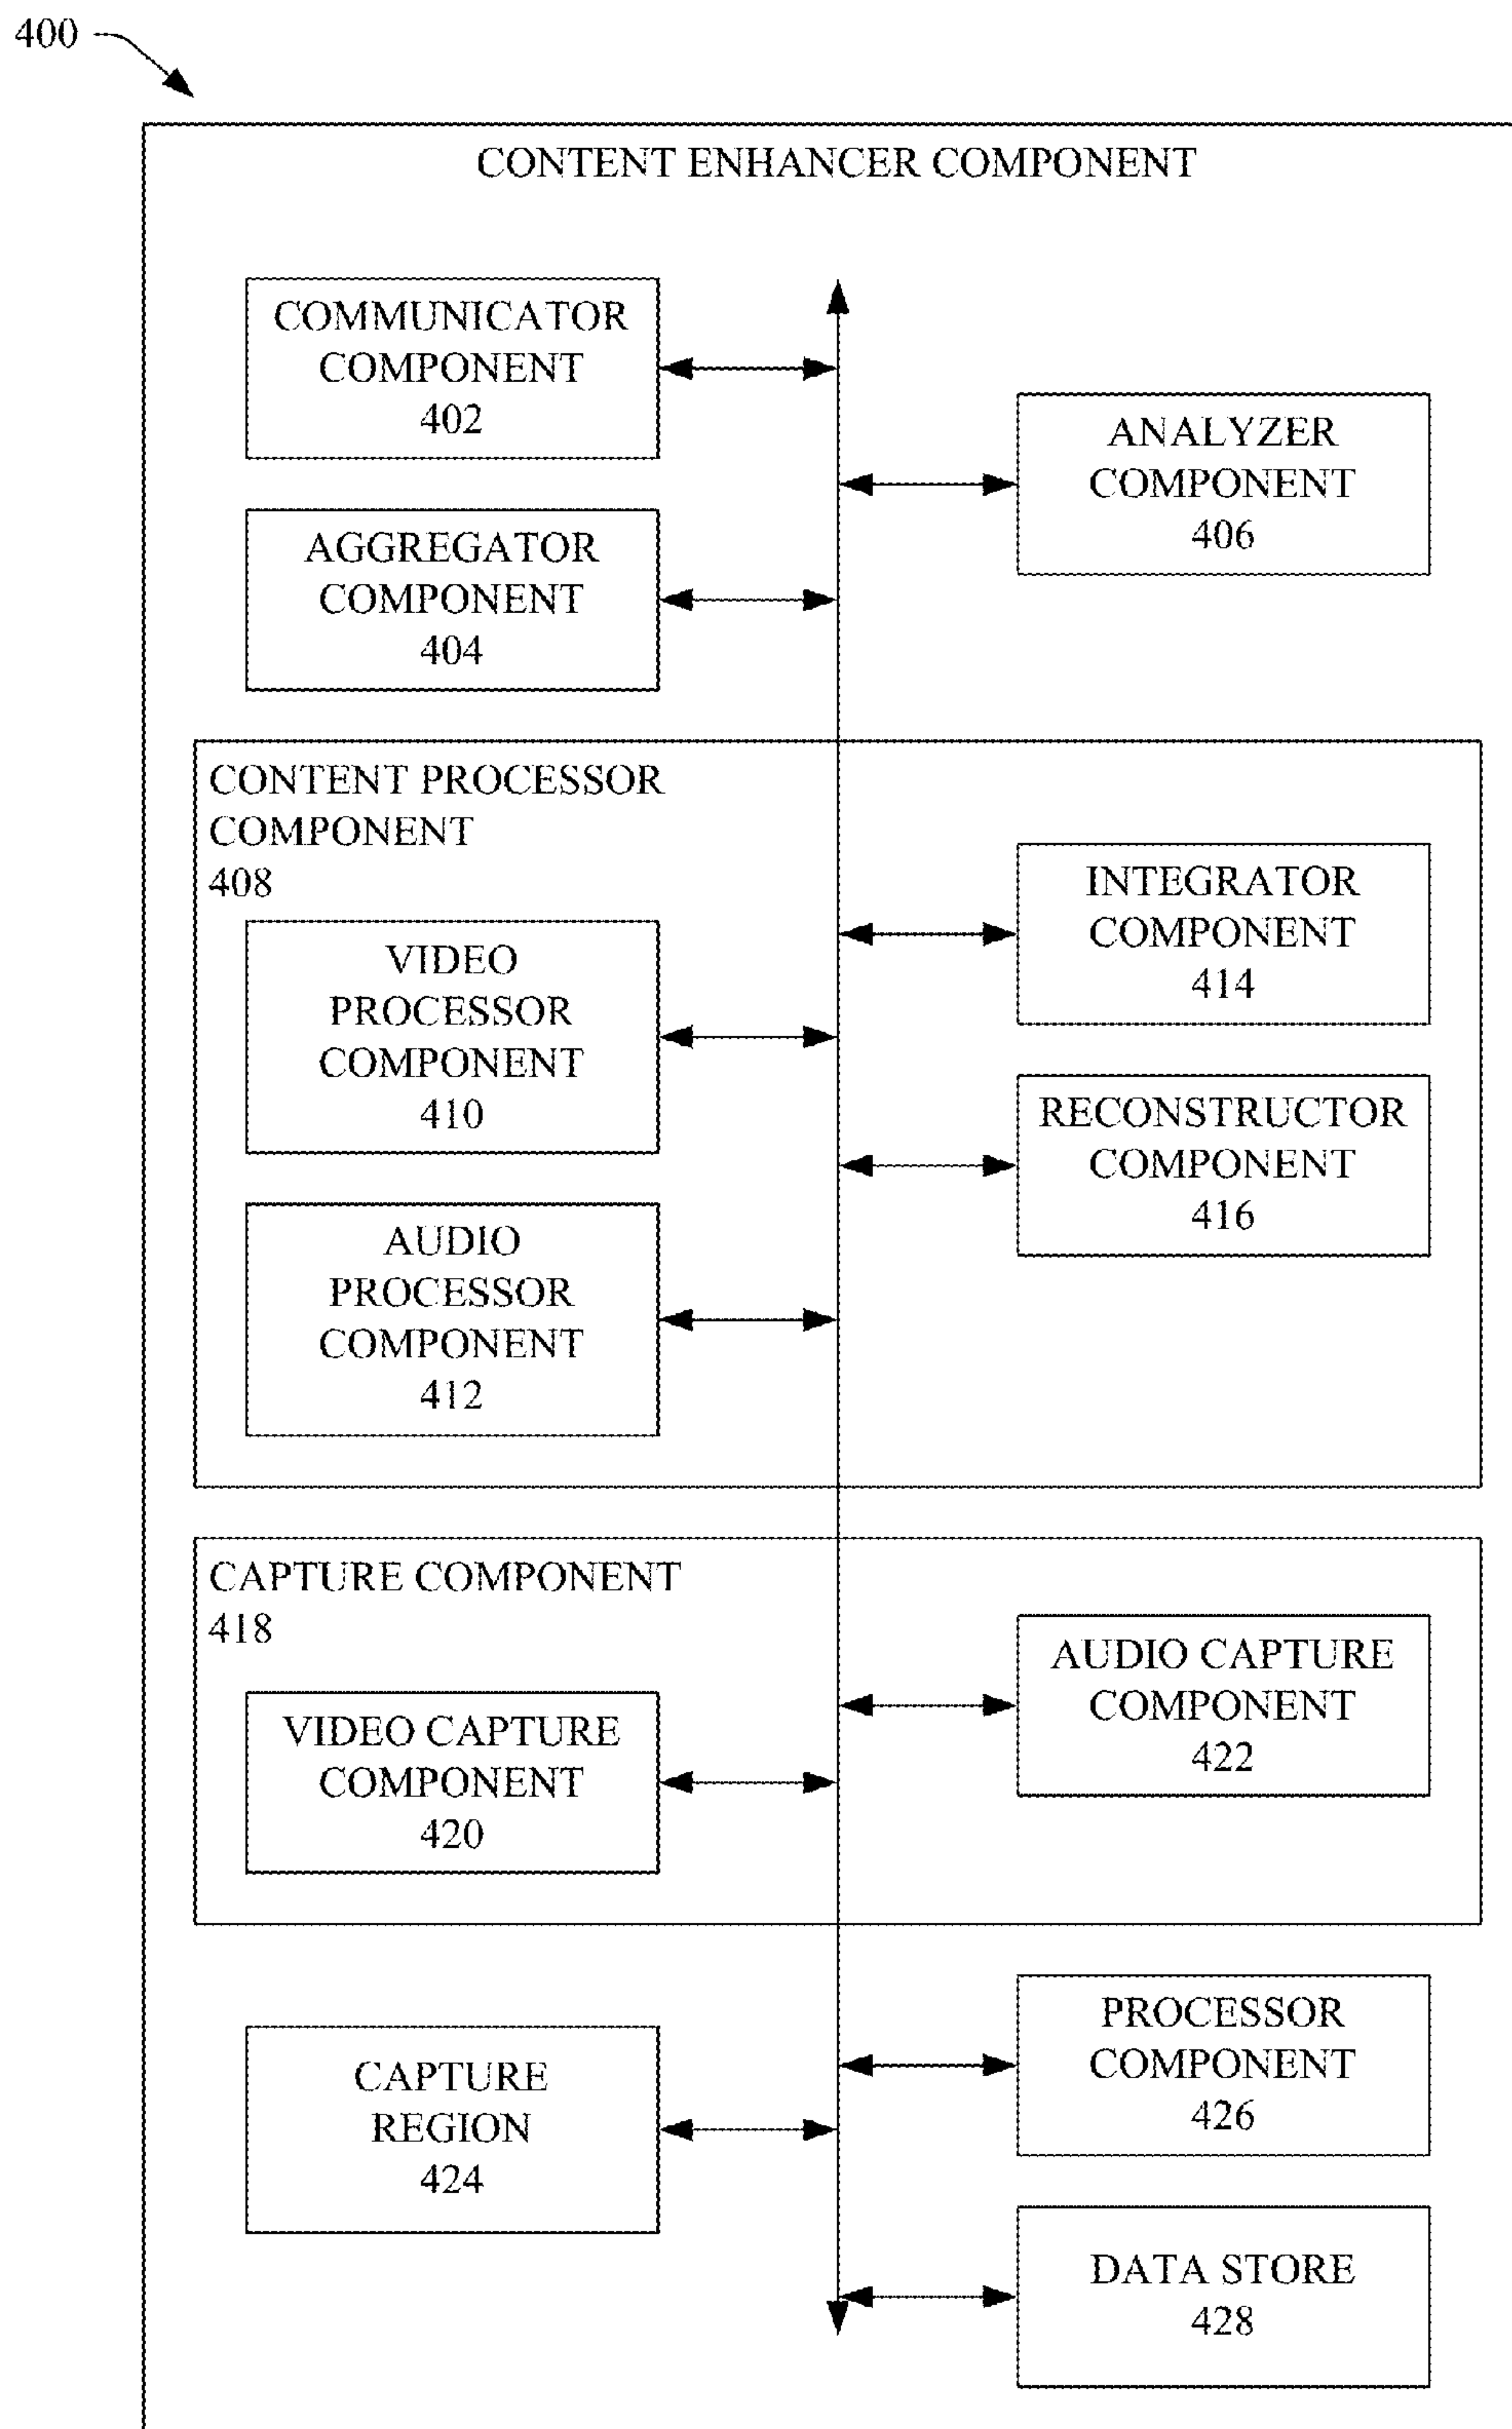 400
CONTENT ENHANCER COMPONENT
COMMUNICATOR
COMPONENT
402
ANALYZER
COMPONENT
406
AGGREGATOR
COMPONENT
404
CONTENT PROCESSOR
COMPONENT
408
INTEGRATOR
COMPONENT
414
VIDEO
PROCESSOR
COMPONENT
410
RECONSTRUCTOR
COMPONENT
416
AUDIO
PROCESSOR
COMPONENT
412
CAPTURE COMPONENT
418
AUDIO CAPTURE
COMPONENT
422
VIDEO CAPTURE
COMPONENT
420
PROCESSOR
COMPONENT
426
CAPTURE
REGION
424
DATA STORE
428